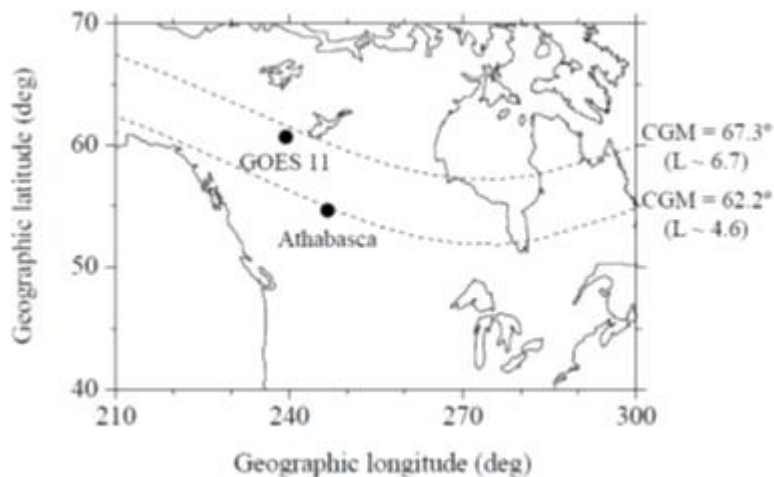 70
60
50
40
Geographic latitude (deg)
GOES 11
Athabasca
CGM = 67.3°
(L ~ 6.7)
CGM = 62.2°
(L ~ 4.6)
210
240
270
300
Geographic longitude (deg)